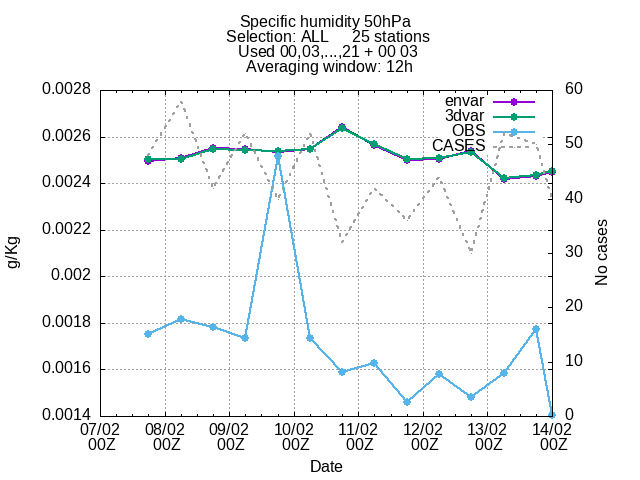 Specific humidity 50hPa
Selection: ALL 25 stations
Used 00,03,...,21 + 00 03
Averaging window: 12h
envar
3dvar
OBS
CASES
g/Kg
0.0028
0.0026
0.0024
0.0022
0.002
0.0018
0.0016
0.0014
60
50
40
30
20
10
0
No cases
07/02 08/02 09/02 10/02 11/02 12/02 13/02 14/02
00Z 00Z 00Z 00Z 00Z 00Z 00Z 00Z
Date